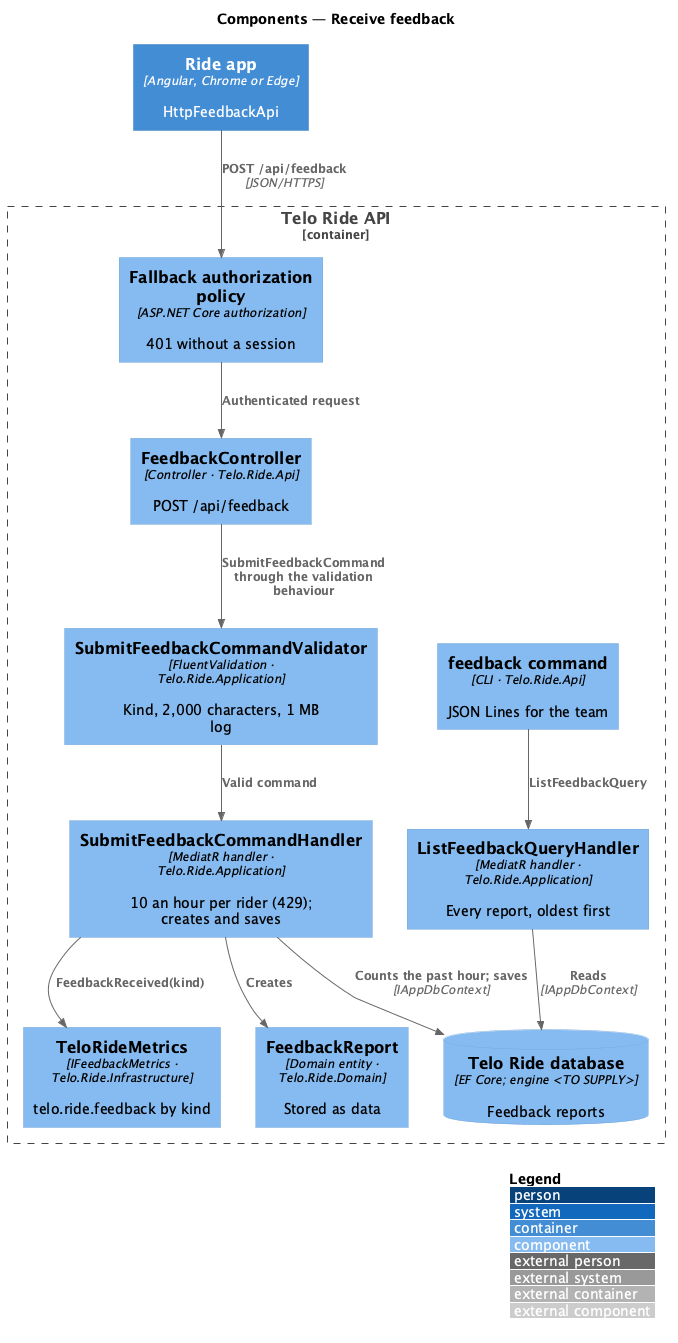 Components — Receive feedback
Ride app
[Angular, Chrome or Edge]
HttpFeedbackApi
POST /api/feedback
[JSON/HTTPS]
Telo Ride API
[container]
Fallback authorization
policy
[ASP.NET Core authorization]
401 without a session
Authenticated request
FeedbackController
[Controller · Telo.Ride.Api]
POST /api/feedback
SubmitFeedbackCommand
through the validation
behaviour
SubmitFeedbackCommandValidator
[FluentValidation ·
Telo.Ride.Application]
Kind, 2,000 characters, 1 MB
log
feedback command
[CLI · Telo.Ride.Api]
JSON Lines for the team
Valid command
ListFeedbackQuery
SubmitFeedbackCommandHandler
[MediatR handler ·
Telo.Ride.Application]
10 an hour per rider (429);
creates and saves
ListFeedbackQueryHandler
[MediatR handler ·
Telo.Ride.Application]
Every report, oldest first
FeedbackReceived(kind)
Creates
Counts the past hour; saves
[IAppDbContext]
Reads
[IAppDbContext]
TeloRideMetrics
[IFeedbackMetrics ·
Telo.Ride.Infrastructure]
telo.ride.feedback by kind
FeedbackReport
[Domain entity ·
Telo.Ride.Domain]
Stored as data
Telo Ride database
[EF Core; engine <TO SUPPLY>]
Feedback reports
Legend
person
system
container
component
external person
external system
external container
external component